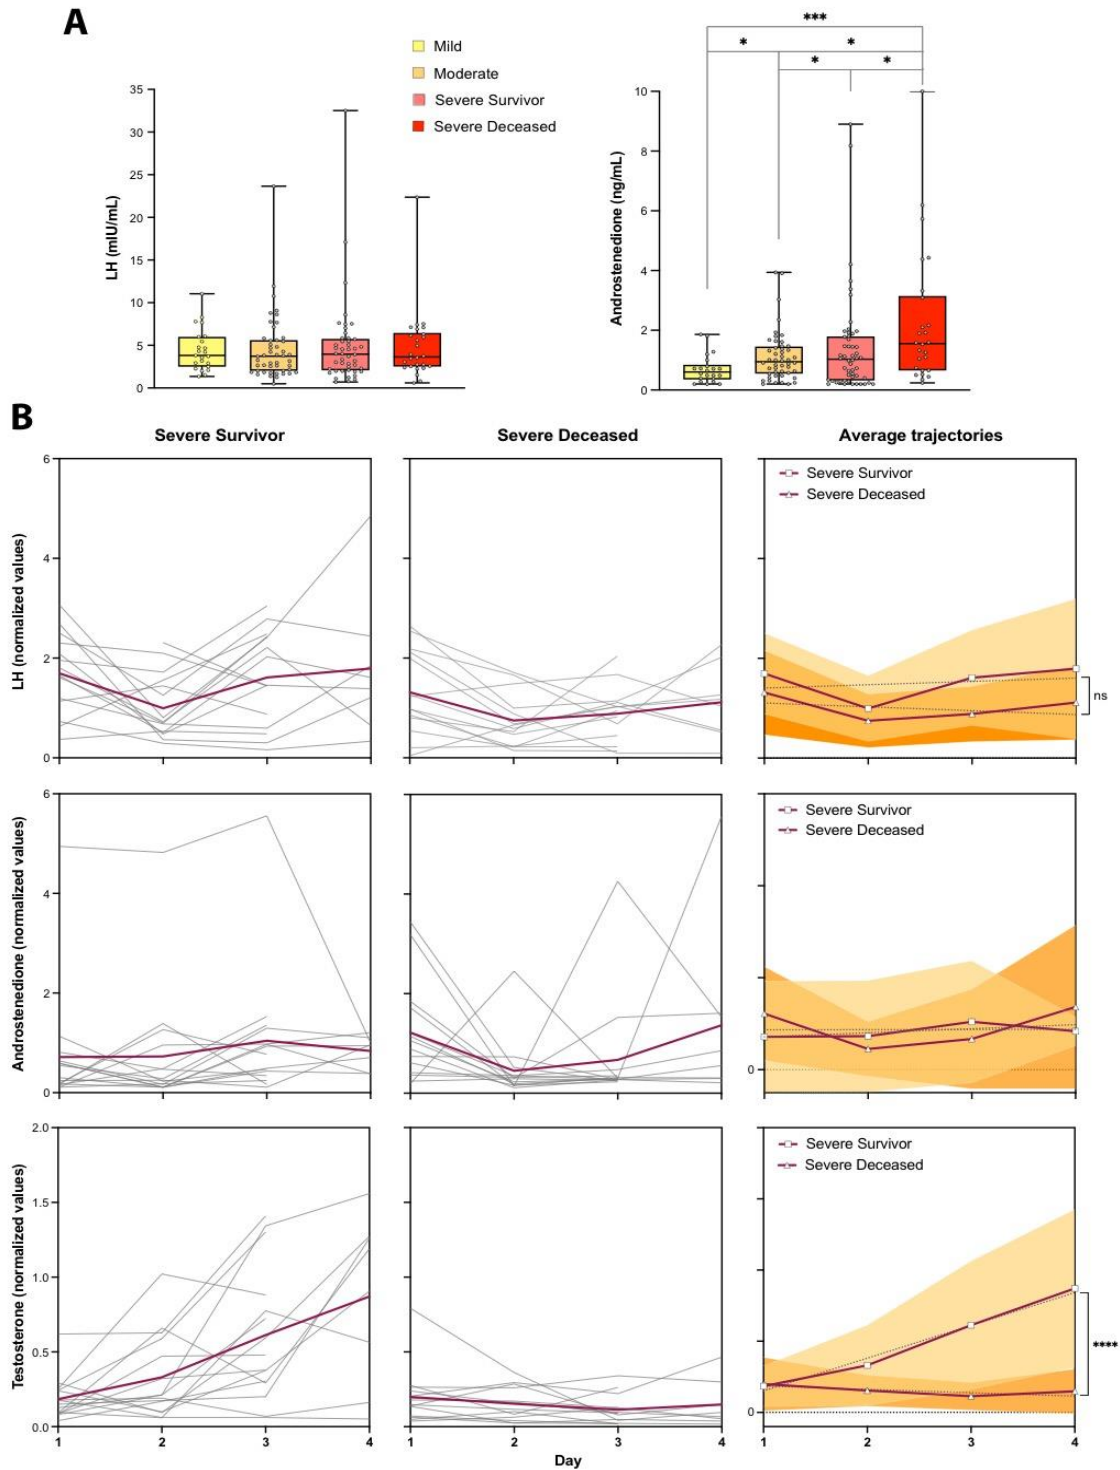 A
Mild
Moderate
Severe Survivor
Severe Deceased
LH (mIU/mL)
35
30
25
20
15
10
5
0
***
* *
* *
Androstenedione (ng/mL)
10
8
6
4
2
0
B
Severe Survivor Severe Deceased Average trajectories
LH (normalized values)
6
4
2
0
Severe Survivor
Severe Deceased
ns
Androstenedione (normalized values)
6
4
2
0
Severe Survivor
Severe Deceased
0
Testosterone (normalized values)
2.0
1.5
1.0
0.5
0.0
Severe Survivor
Severe Deceased
0
****
1 2 3 4 1 2 3 4 1 2 3 4
Day